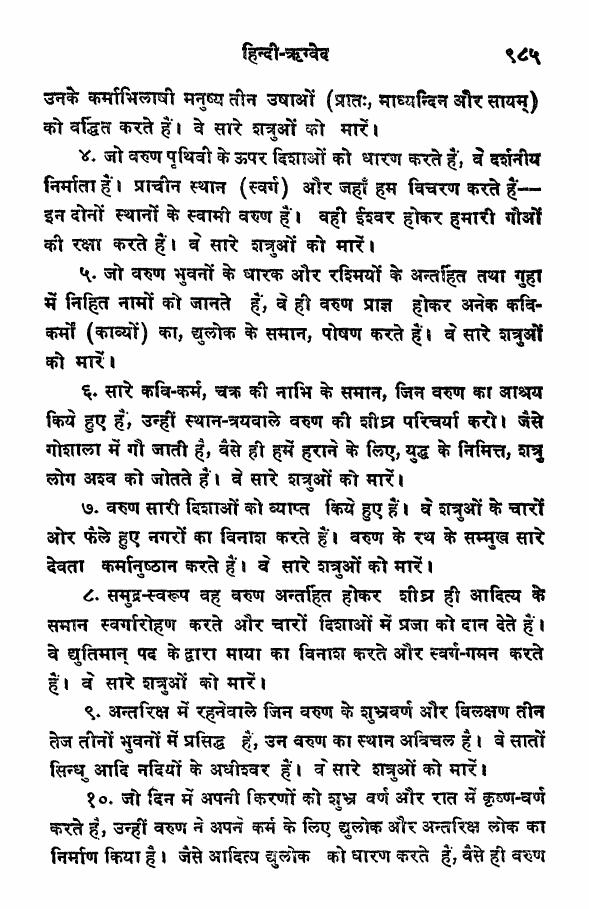 हिन्दी-ऋग्वेद ९८५
उनके कर्माभिलाषी मनुष्य तीन उषाओं (प्रातः, माध्यन्दिन और सायम्)
को वर्द्धित करते हैं। वे सारे शत्रुओं को मारें।
४. जो वरुण पृथिवी के ऊपर दिशाओं को धारण करते हैं, वे दर्शनीय
निर्माता हैं। प्राचीन स्थान (स्वर्ग) और जहाँ हम विचरण करते हैं--
इन दोनों स्थानों के स्वामी वरुण हैं। वही ईश्वर होकर हमारी गौओं
की रक्षा करते हैं। वे सारे शत्रुओं को मारें।
५. जो वरुण भुवनों के धारक और रश्मियों के अन्तर्हित तथा गुहा
में निहित नामों को जानते हैं, वे ही वरुण प्राज्ञ होकर अनेक कवि-
कर्मों (काव्यों) का, द्युलोक के समान, पोषण करते हैं। वे सारे शत्रुओं
को मारें।
६. सारे कवि-कर्म, चक्र की नाभि के समान, जिन वरुण का आश्रय
किये हुए हैं, उन्हीं स्थान-त्रयवाले वरुण की शीघ्र परिचर्या करो। जैसे
गोशाला में गौ जाती है, वैसे ही हमें हराने के लिए, युद्ध के निमित्त, शत्रु
लोग अश्व को जोतते हैं। वे सारे शत्रुओं को मारें।
७. वरुण सारी दिशाओं को व्याप्त किये हुए हैं। वे शत्रुओं के चारों
ओर फैले हुए नगरों का विनाश करते हैं। वरुण के रथ के सम्मुख सारे
देवता कर्मानुष्ठान करते हैं। वे सारे शत्रुओं को मारें।
८. समुद्र-स्वरूप वह वरुण अन्तर्हित होकर शीघ्र ही आदित्य के
समान स्वर्गारोहण करते और चारों दिशाओं में प्रजा को दान देते हैं।
वे द्युतिमान् पद के द्वारा माया का विनाश करते और स्वर्ग-गमन करते
हैं। वे सारे शत्रुओं को मारें।
९. अन्तरिक्ष में रहनेवाले जिन वरुण के शुभ्रवर्ण और विलक्षण तीन
तेज तीनों भुवनों में प्रसिद्ध हैं, उन वरुण का स्थान अविचल है। वे सातों
सिन्धु आदि नदियों के अधीश्वर हैं। वे सारे शत्रुओं को मारें।
१०. जो दिन में अपनी किरणों को शुभ्र वर्ण और रात में कृष्ण-वर्ण
करते हैं, उन्हीं वरुण ने अपने कर्म के लिए द्युलोक और अन्तरिक्ष लोक का
निर्माण किया है। जैसे आदित्य द्युलोक को धारण करते हैं, वैसे ही वरुण